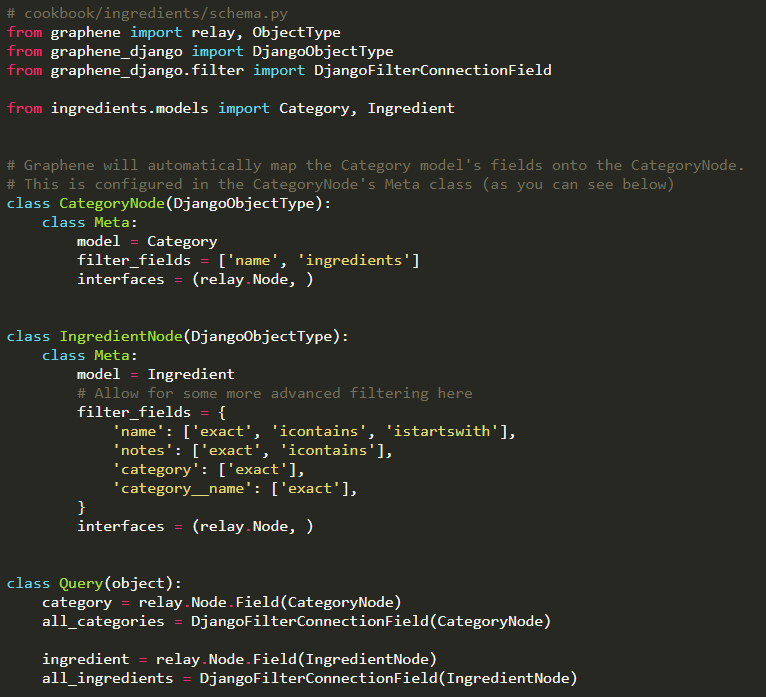 # cookbook/ingredients/schema.py
from graphene import relay, ObjectType
from graphene_django import DjangoObjectType
from graphene_django.filter import DjangoFilterConnectionField

from ingredients.models import Category, Ingredient


# Graphene will automatically map the Category model's fields onto the CategoryNode.
# This is configured in the CategoryNode's Meta class (as you can see below)
class CategoryNode(DjangoObjectType):
    class Meta:
        model = Category
        filter_fields = ['name', 'ingredients']
        interfaces = (relay.Node, )


class IngredientNode(DjangoObjectType):
    class Meta:
        model = Ingredient
        # Allow for some more advanced filtering here
        filter_fields = {
            'name': ['exact', 'icontains', 'istartswith'],
            'notes': ['exact', 'icontains'],
            'category': ['exact'],
            'category__name': ['exact'],
        }
        interfaces = (relay.Node, )


class Query(object):
    category = relay.Node.Field(CategoryNode)
    all_categories = DjangoFilterConnectionField(CategoryNode)

    ingredient = relay.Node.Field(IngredientNode)
    all_ingredients = DjangoFilterConnectionField(IngredientNode)